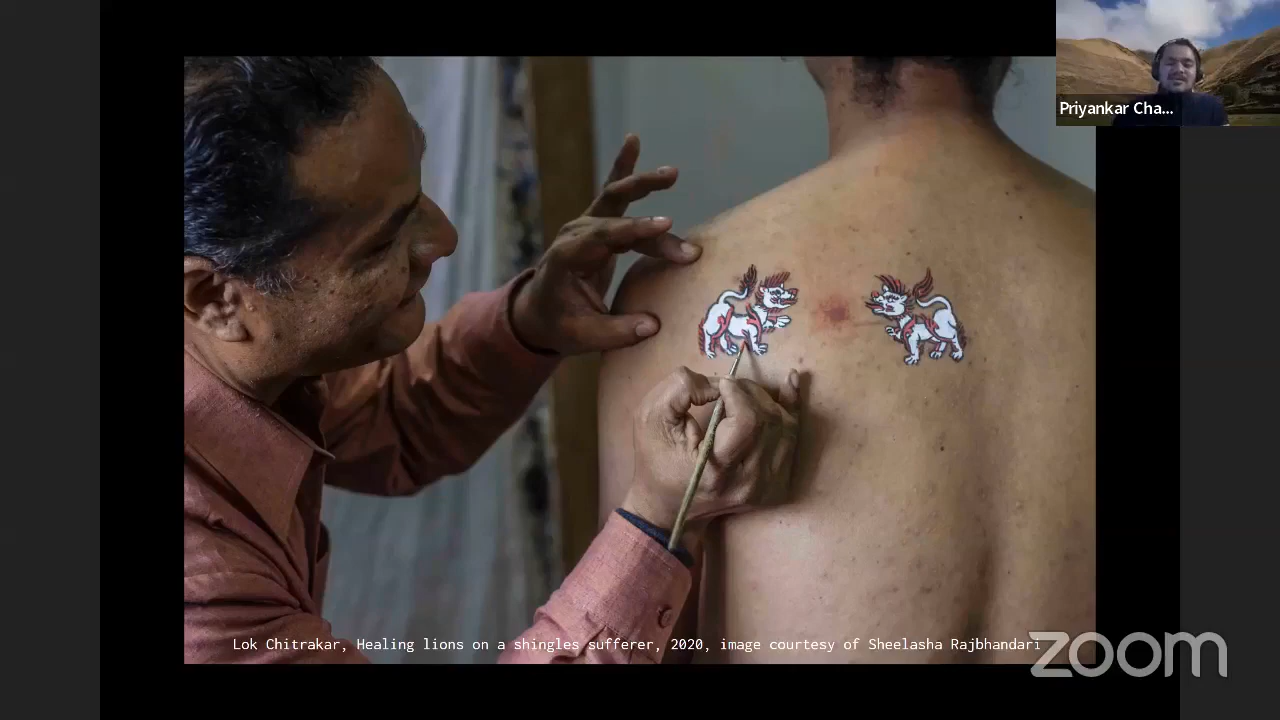 Priyankar Cha...
Lok Chitrakar, Healing lions on a shingles sufferer, 2020, image courtesy of Sheelasha Rajbhandari
zoom